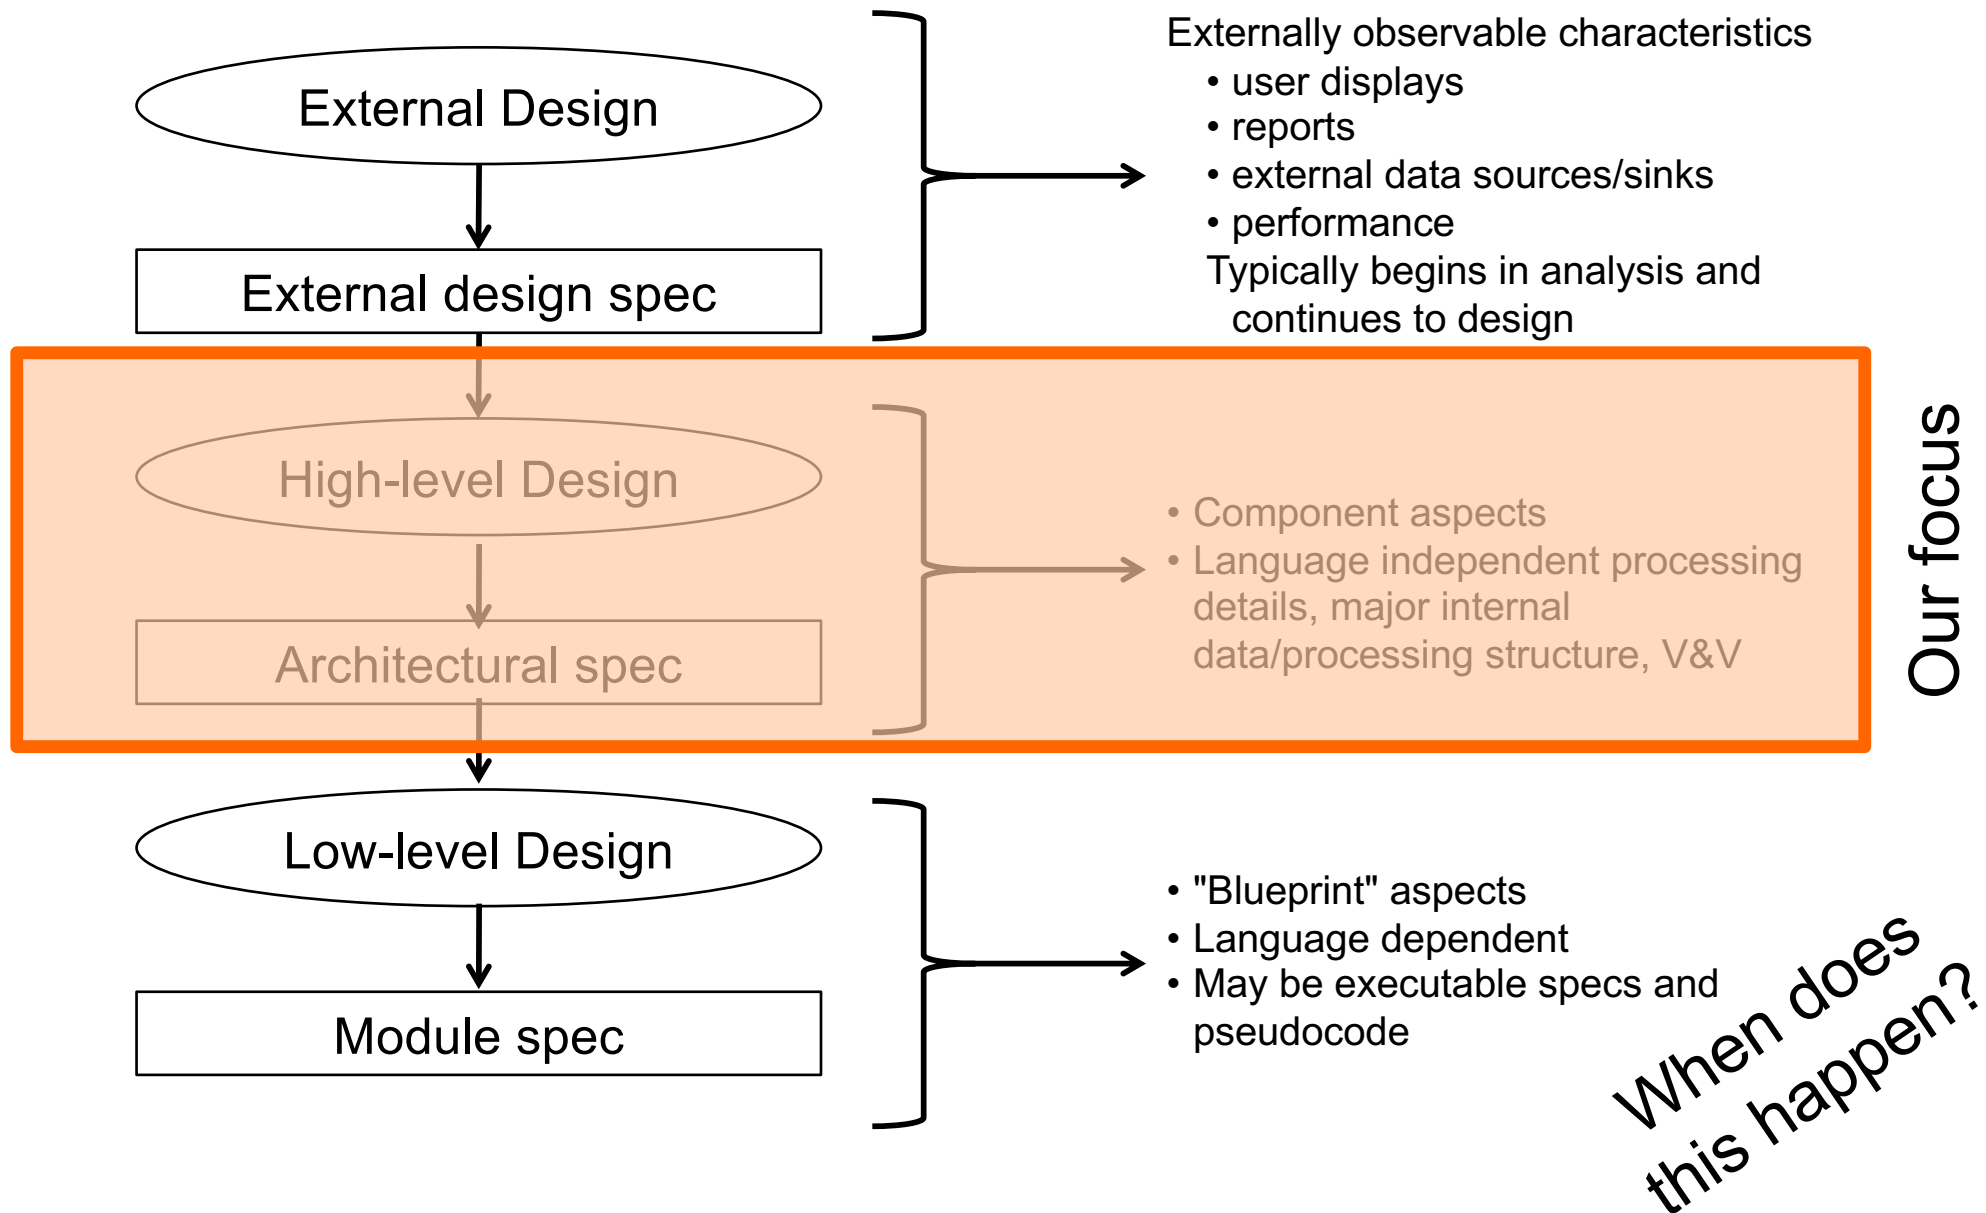 External Design
External design spec
Externally observable characteristics
• user displays
• reports
• external data sources/sinks
• performance
Typically begins in analysis and
continues to design
High-level Design
Architectural spec
• Component aspects
• Language independent processing
details, major internal
data/processing structure, V&V
Our focus
Low-level Design
Module spec
• "Blueprint" aspects
• Language dependent
• May be executable specs and
pseudocode
When does
this happen?